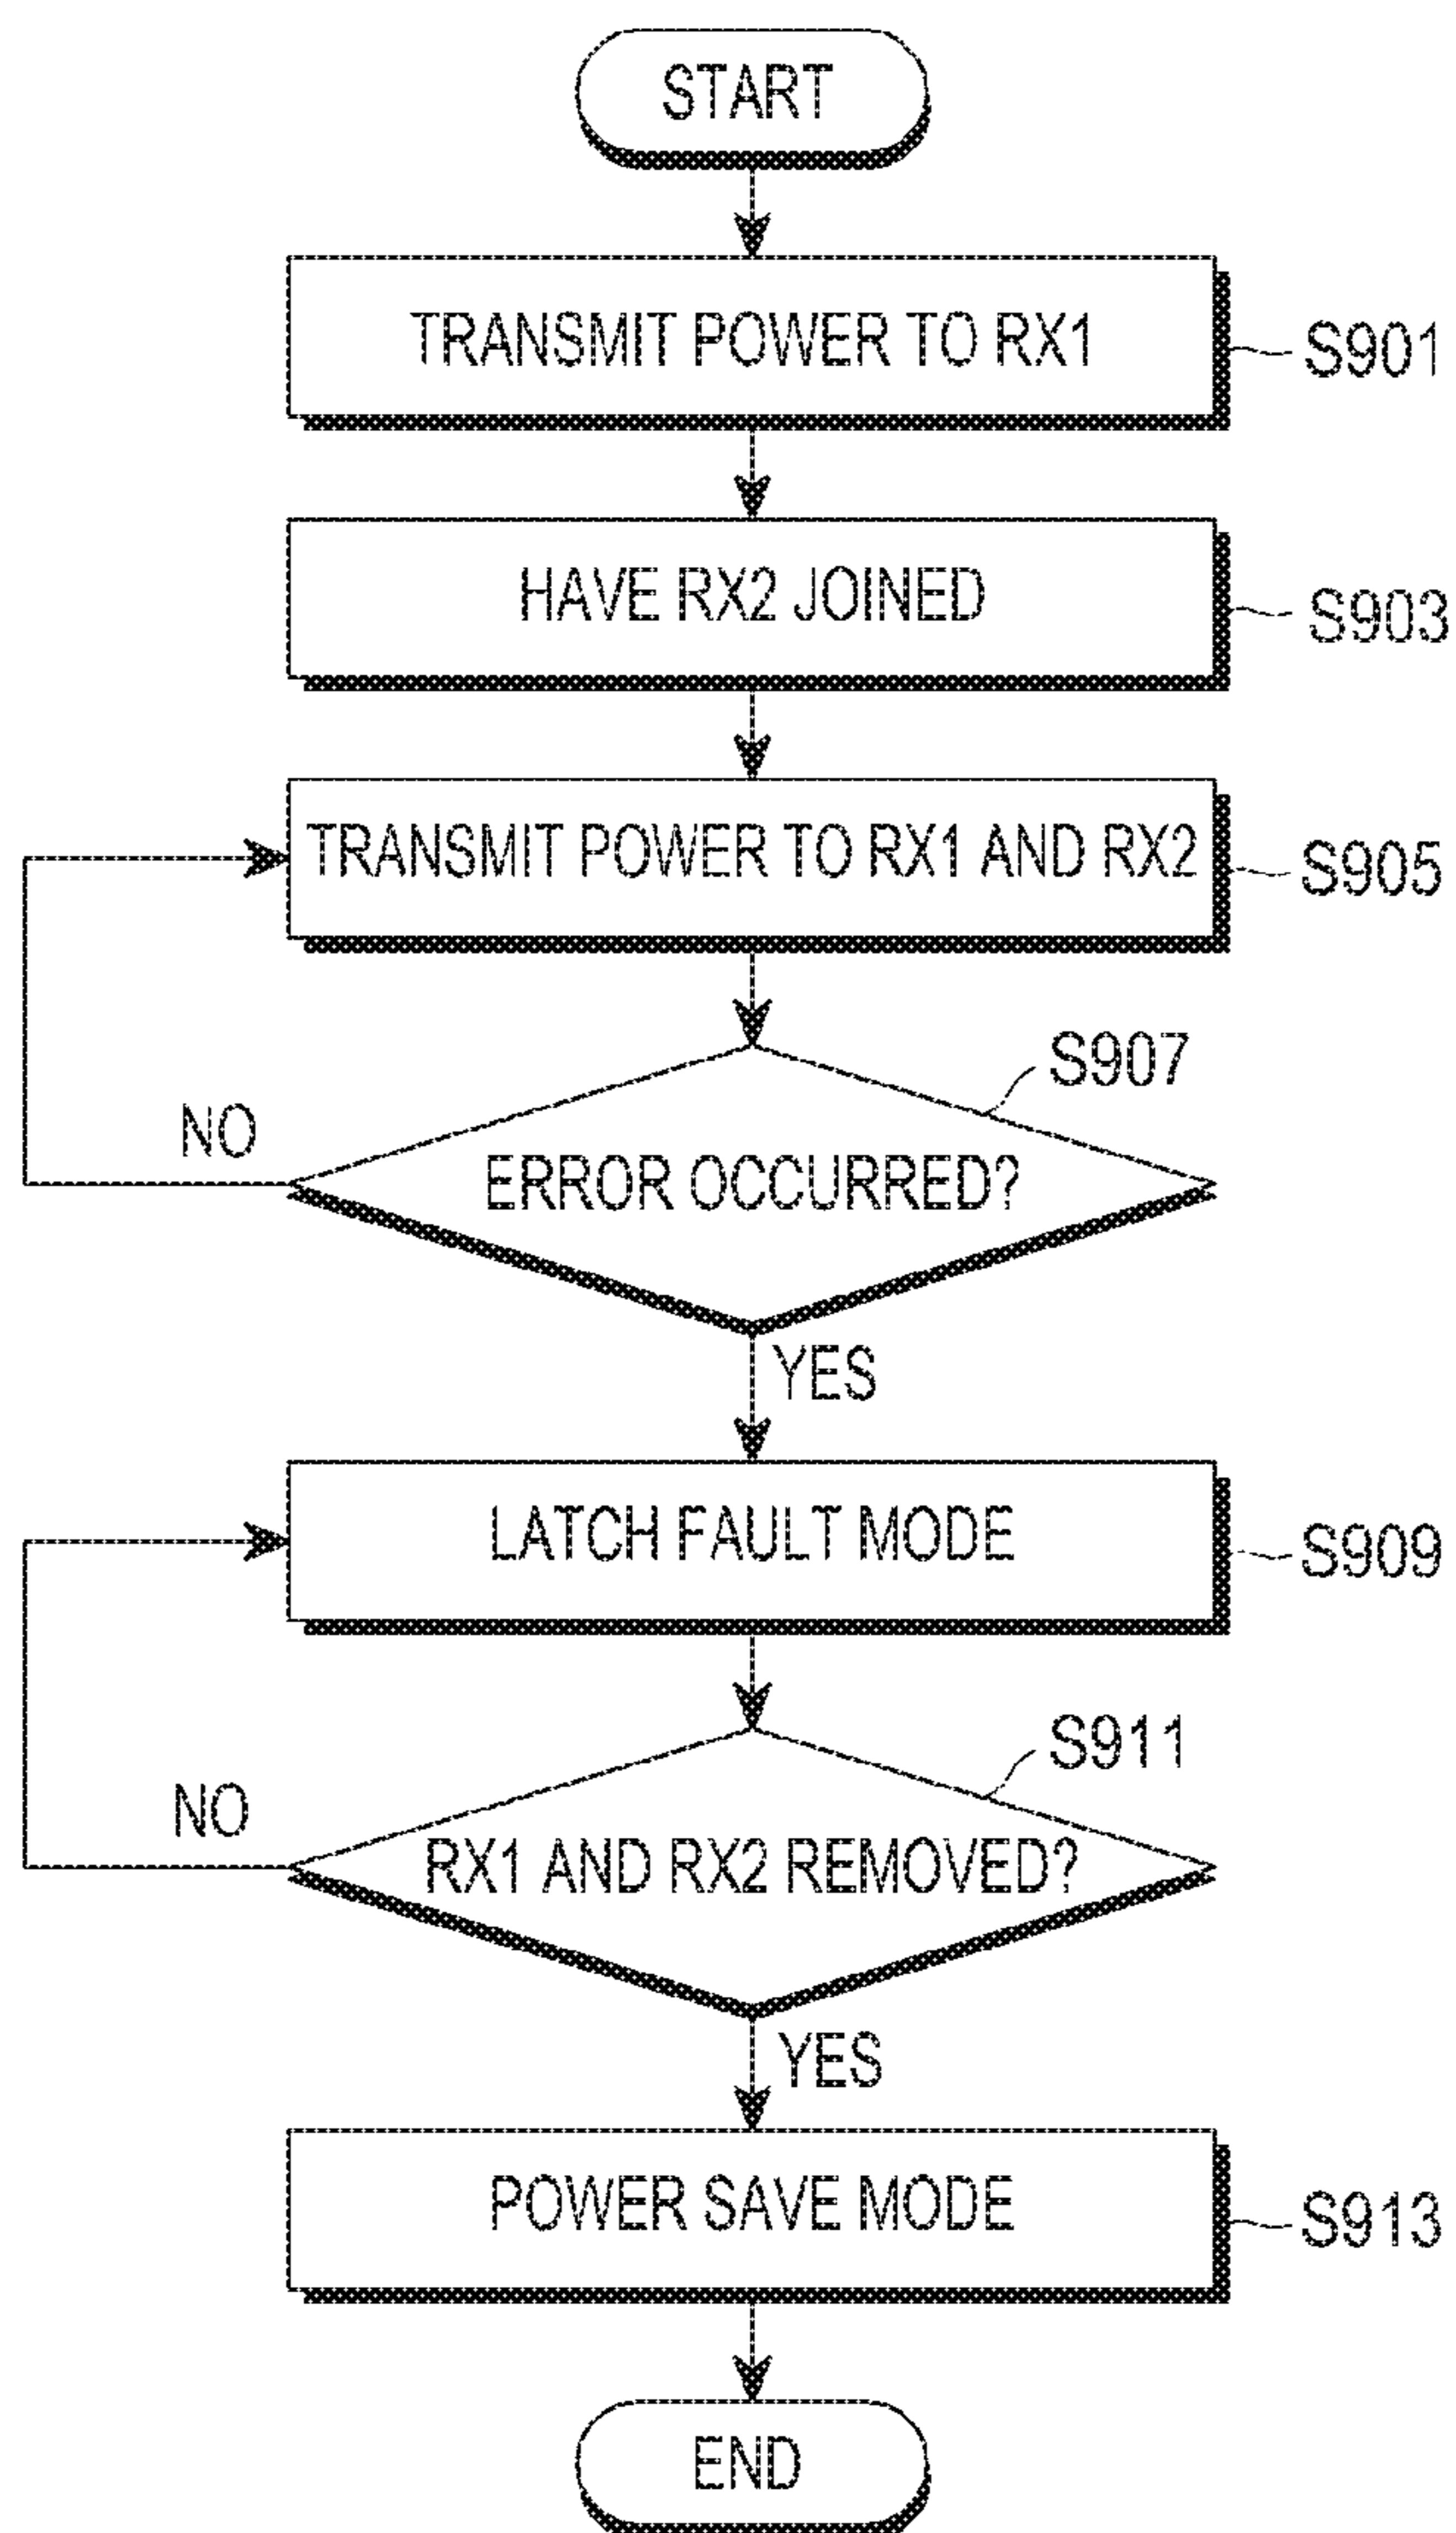 START
TRANSMIT POWER TO RX1
S901
HAVE RX2 JOINED
S903
TRANSMIT POWER TO RX1 AND RX2
S905
S907
NO
ERROR OCCURRED?
YES
LATCH FAULT MODE
S909
S911
NO
RX1 AND RX2 REMOVED?
YES
POWER SAVE MODE
S913
END